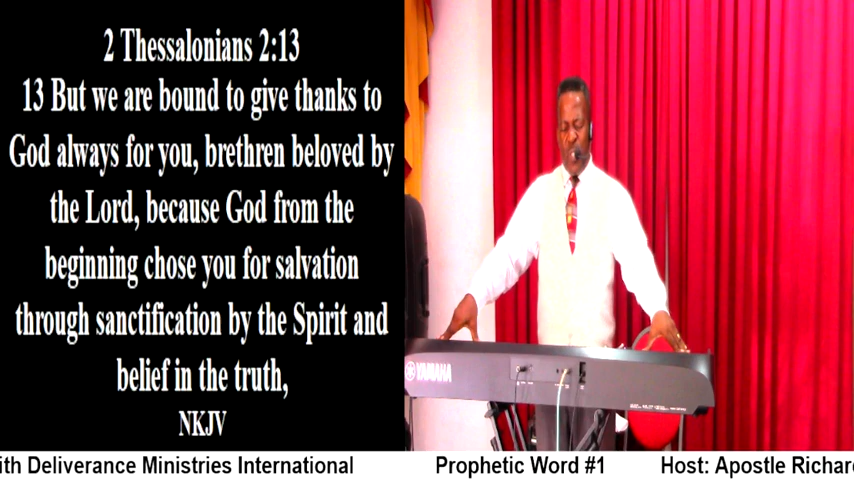 2 Thessalonians 2:13
13 But we are bound to give thanks to
God always for you, brethren beloved by
the Lord, because God from the
beginning chose you for salvation
through sanctification by the Spirit and
belief in the truth,
NKJV
YAMAHA
ith Deliverance Ministries International Prophetic Word #1 Host: Apostle Richard